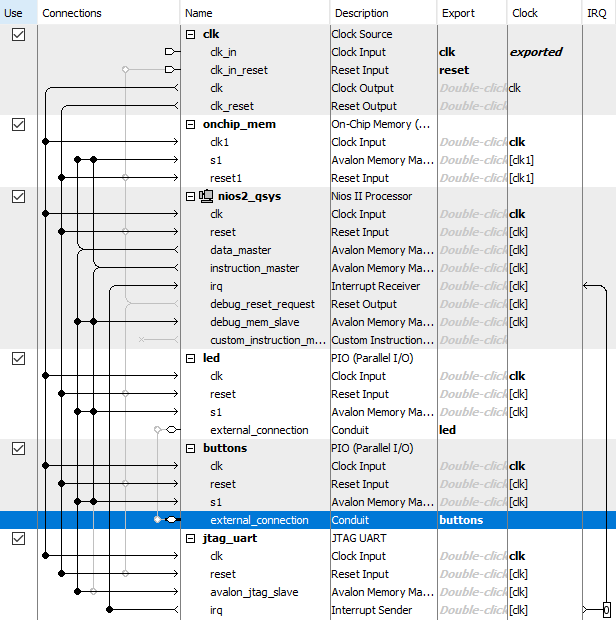 Use Connections Name Description Export Clock IRQ
clk Clock Source
clk_in Clock Input clk exported
clk_in_reset Reset Input reset
clk Clock Output Double-click clk
clk_reset Reset Output Double-click
onchip_mem On-Chip Memory (...
clk1 Clock Input Double-click clk
s1 Avalon Memory Ma... Double-click [clk1]
reset1 Reset Input Double-click [clk1]
nios2_qsys Nios II Processor
clk Clock Input Double-click clk
reset Reset Input Double-click [clk]
data_master Avalon Memory Ma... Double-click [clk]
instruction_master Avalon Memory Ma... Double-click [clk]
irq Interrupt Receiver Double-click [clk]
debug_reset_request Reset Output Double-click [clk]
debug_mem_slave Avalon Memory Ma... Double-click [clk]
custom_instruction_m... Custom Instruction... Double-click
led PIO (Parallel I/O)
clk Clock Input Double-click clk
reset Reset Input Double-click [clk]
s1 Avalon Memory Ma... Double-click [clk]
external_connection Conduit led
buttons PIO (Parallel I/O)
clk Clock Input Double-click clk
reset Reset Input Double-click [clk]
s1 Avalon Memory Ma... Double-click [clk]
external_connection Conduit buttons
jtag_uart JTAG UART
clk Clock Input Double-click clk
reset Reset Input Double-click [clk]
avalon_jtag_slave Avalon Memory Ma... Double-click [clk]
irq Interrupt Sender Double-click [clk] 0